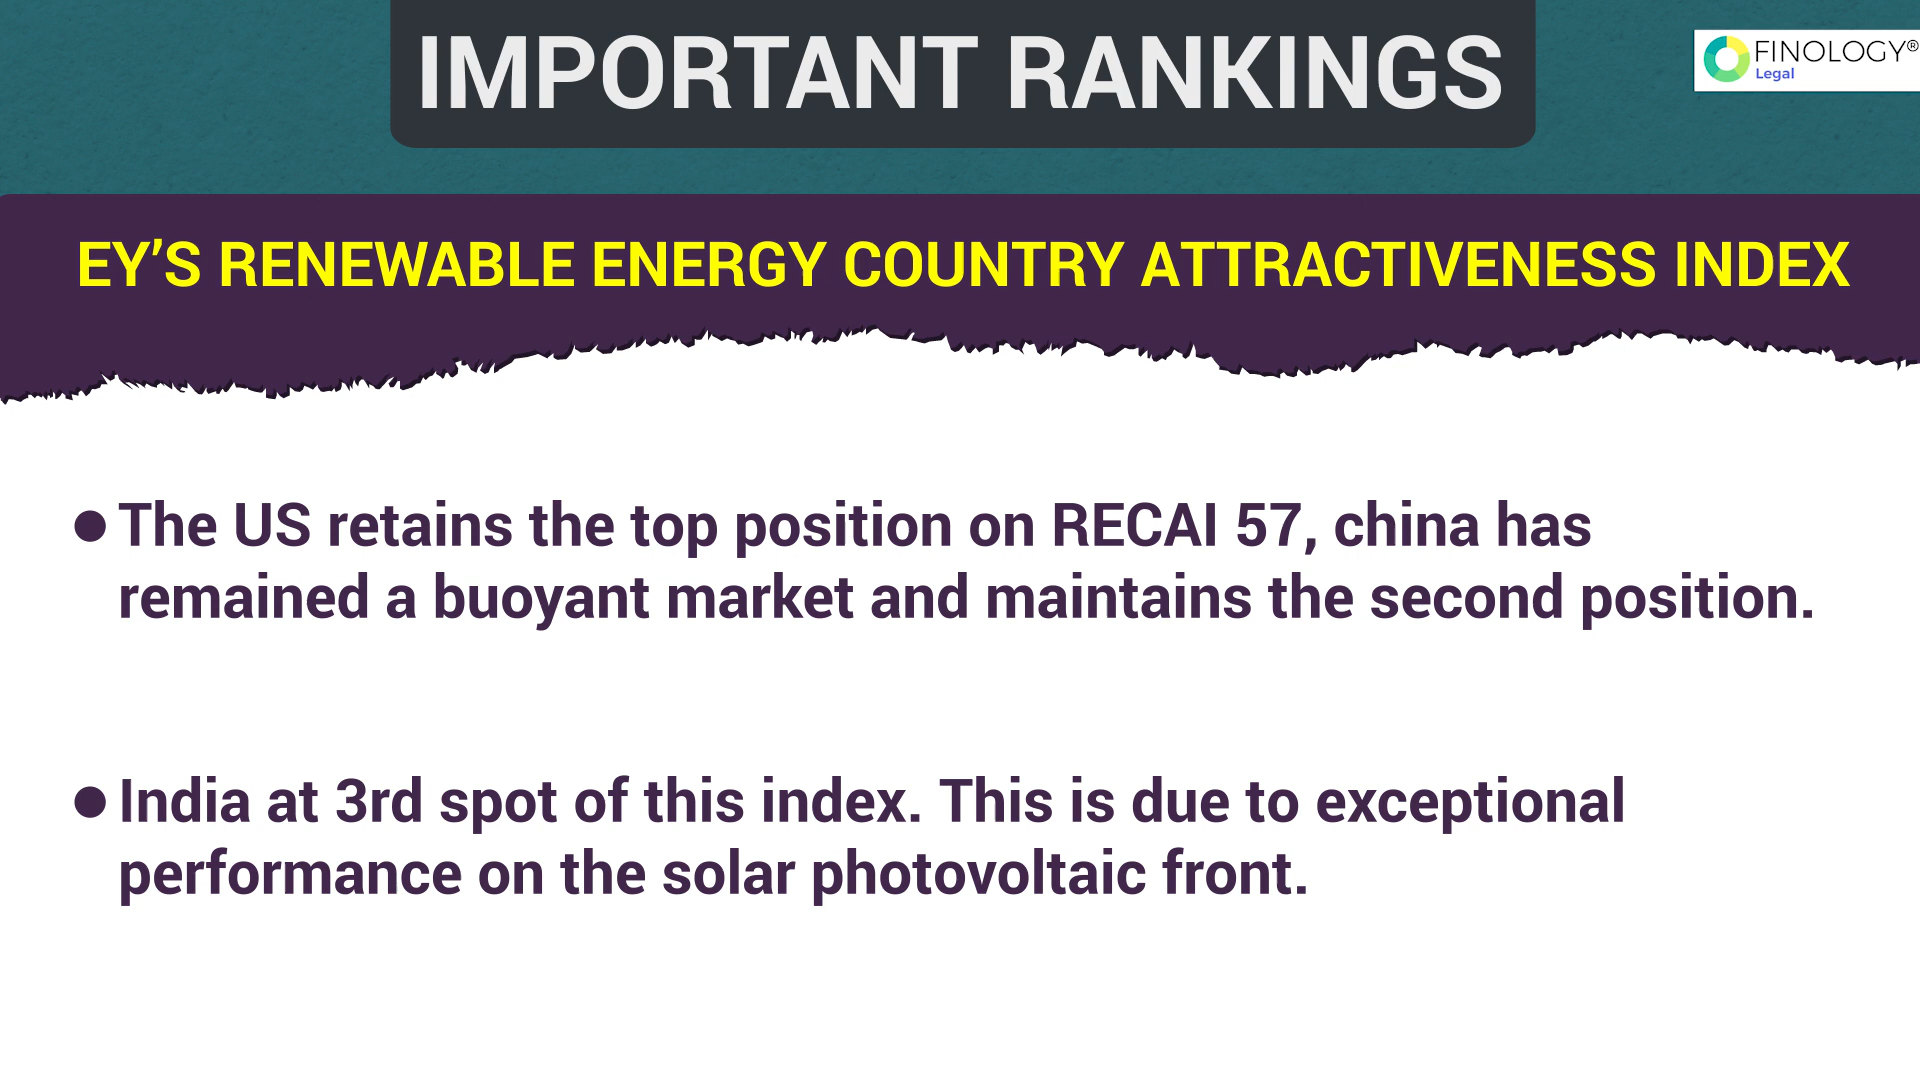 IMPORTANT RANKINGS
FINOLOGY®
Legal
EY’S RENEWABLE ENERGY COUNTRY ATTRACTIVENESS INDEX
● The US retains the top position on RECAI 57, china has
remained a buoyant market and maintains the second position.
● India at 3rd spot of this index. This is due to exceptional
performance on the solar photovoltaic front.